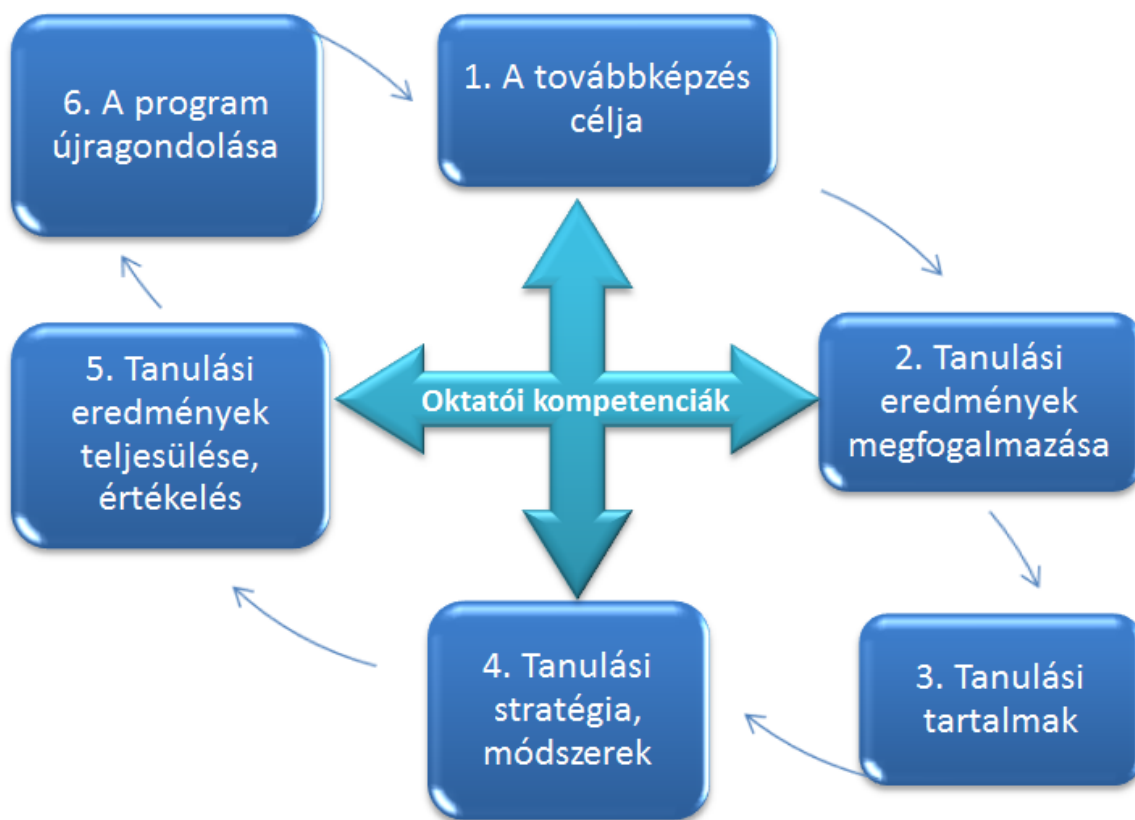 1. A továbbképzés
célja
2. Tanulási
eredmények
megfogalmazása
3. Tanulási
tartalmak
4. Tanulási
stratégia,
módszerek
5. Tanulási
eredmények
teljesülése,
értékelés
6. A program
újragondolása
Oktatói kompetenciák